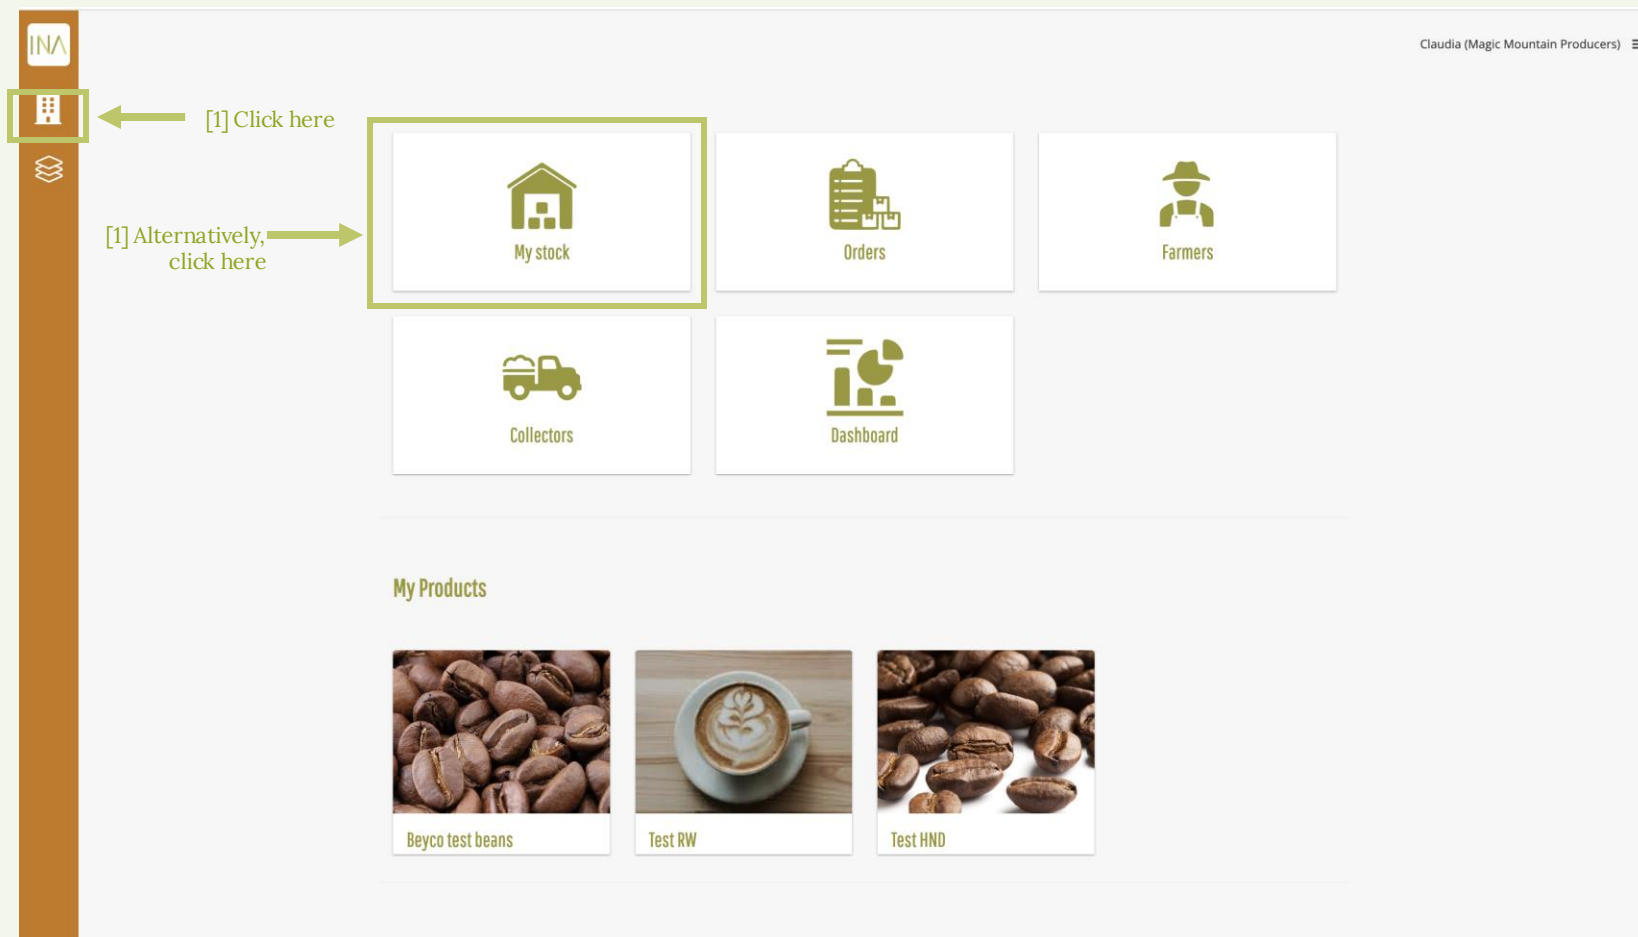 INA
Claudia (Magic Mountain Producers)
[1] Click here
[1] Alternatively,
click here
My stock
Orders
Farmers
Collectors
Dashboard
My Products
Beyco test beans
Test RW
Test HND